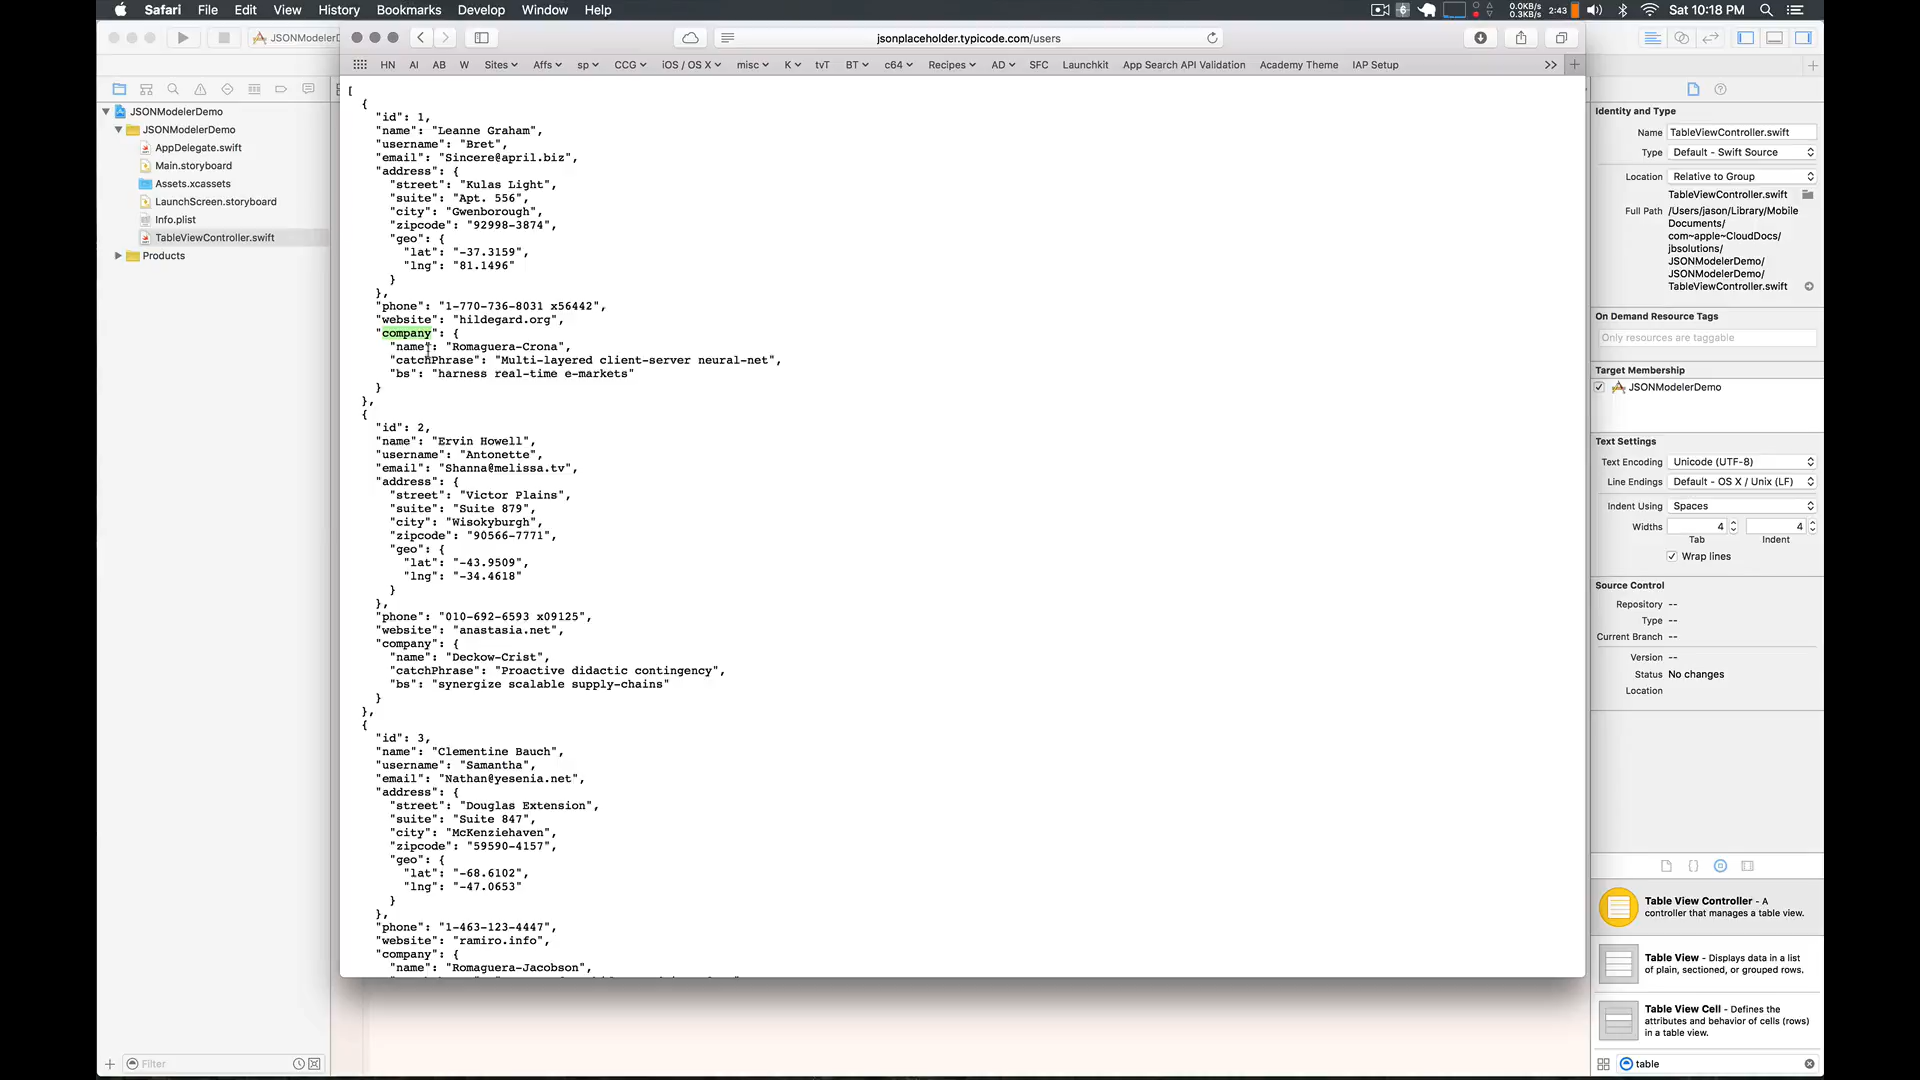 Safari File Edit View History Bookmarks Develop Window Help
0.0KB/s
0.3KB/s
2:43
Sat 10:18 PM
JSONModelerD
jsonplaceholder.typicode.com/users
HN AI AB W Sites Affs sp CCG iOS / OS X misc K tvT BT c64 Recipes AD SFC Launchkit App Search API Validation Academy Theme IAP Setup
JSONModelerDemo
JSONModelerDemo
AppDelegate.swift
Main.storyboard
Assets.xcassets
LaunchScreen.storyboard
Info.plist
TableViewController.swift
Products
Filter
[
{
"id": 1,
"name": "Leanne Graham",
"username": "Bret",
"email": "Sincere@april.biz",
"address": {
"street": "Kulas Light",
"suite": "Apt. 556",
"city": "Gwenborough",
"zipcode": "92998-3874",
"geo": {
"lat": "-37.3159",
"lng": "81.1496"
}
},
"phone": "1-770-736-8031 x56442",
"website": "hildegard.org",
"company": {
"name": "Romaguera-Crona",
"catchPhrase": "Multi-layered client-server neural-net",
"bs": "harness real-time e-markets"
}
},
{
"id": 2,
"name": "Ervin Howell",
"username": "Antonette",
"email": "Shanna@melissa.tv",
"address": {
"street": "Victor Plains",
"suite": "Suite 879",
"city": "Wisokyburgh",
"zipcode": "90566-7771",
"geo": {
"lat": "-43.9509",
"lng": "-34.4618"
}
},
"phone": "010-692-6593 x09125",
"website": "anastasia.net",
"company": {
"name": "Deckow-Crist",
"catchPhrase": "Proactive didactic contingency",
"bs": "synergize scalable supply-chains"
}
},
{
"id": 3,
"name": "Clementine Bauch",
"username": "Samantha",
"email": "Nathan@yesenia.net",
"address": {
"street": "Douglas Extension",
"suite": "Suite 847",
"city": "McKenziehaven",
"zipcode": "59590-4157",
"geo": {
"lat": "-68.6102",
"lng": "-47.0653"
}
},
"phone": "1-463-123-4447",
"website": "ramiro.info",
"company": {
"name": "Romaguera-Jacobson",
Identity and Type
Name TableViewController.swift
Type Default - Swift Source
Location Relative to Group
TableViewController.swift
Full Path /Users/jason/Library/Mobile
Documents/
com~apple~CloudDocs/
jbsolutions/
JSONModelerDemo/
JSONModelerDemo/
TableViewController.swift
On Demand Resource Tags
Only resources are taggable
Target Membership
JSONModelerDemo
Text Settings
Text Encoding Unicode (UTF-8)
Line Endings Default - OS X / Unix (LF)
Indent Using Spaces
Widths 4 4
Tab Indent
Wrap lines
Source Control
Repository --
Type --
Current Branch --
Version --
Status No changes
Location
Table View Controller - A
controller that manages a table view.
Table View - Displays data in a list
of plain, sectioned, or grouped rows.
Table View Cell - Defines the
attributes and behavior of cells (rows)
in a table view.
table